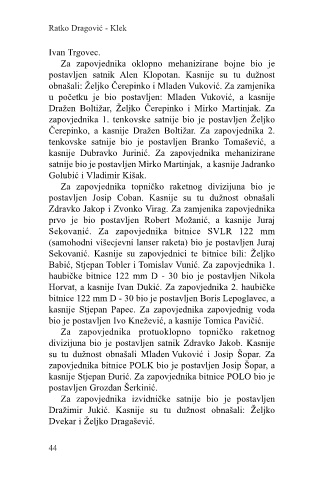 Ratko Dragović - Klek
Ivan Trgovec.
Za zapovjednika oklopno mehanizirane bojne bio je
postavljen satnik Alen Klopotan. Kasnije su tu dužnost
obnašali: Željko Čerepinko i Mladen Vuković. Za zamjenika
u početku je bio postavljen: Mladen Vuković, a kasnije
Dražen Boltižar, Željko Čerepinko i Mirko Martinjak. Za
zapovjednika 1. tenkovske satnije bio je postavljen Željko
Čerepinko, a kasnije Dražen Boltižar. Za zapovjednika 2.
tenkovske satnije bio je postavljen Branko Tomašević, a
kasnije Dubravko Jurinić. Za zapovjednika mehanizirane
satnije bio je postavljen Mirko Martinjak, a kasnije Jadranko
Golubić i Vladimir Kišak.
Za zapovjednika topničko raketnog divizijuna bio je
postavljen Josip Coban. Kasnije su tu dužnost obnašali
Zdravko Jakop i Zvonko Virag. Za zamjenika zapovjednika
prvo je bio postavljen Robert Možanić, a kasnije Juraj
Sekovanić. Za zapovjednika bitnice SVLR 122 mm
(samohodni višecjevni lanser raketa) bio je postavljen Juraj
Sekovanić. Kasnije su zapovjednici te bitnice bili: Željko
Babić, Stjepan Tobler i Tomislav Vunić. Za zapovjednika 1.
haubičke bitnice 122 mm D - 30 bio je postavljen Nikola
Horvat, a kasnije Ivan Dukić. Za zapovjednika 2. haubičke
bitnice 122 mm D - 30 bio je postavljen Boris Lepoglavec, a
kasnije Stjepan Papec. Za zapovjednika zapovjednig voda
bio je postavljen Ivo Knežević, a kasnije Tomica Pavičić.
Za zapovjednika protuoklopno topničko raketnog
divizijuna bio je postavljen satnik Zdravko Jakob. Kasnije
su tu dužnost obnašali Mladen Vuković i Josip Šopar. Za
zapovjednika bitnice POLK bio je postavljen Josip Šopar, a
kasnije Stjepan Đurić. Za zapovjednika bitnice POLO bio je
postavljen Grozdan Šerkinić.
Za zapovjednika izvidničke satnije bio je postavljen
Dražimir Jukić. Kasnije su tu dužnost obnašali: Željko
Dvekar i Željko Dragašević.
44